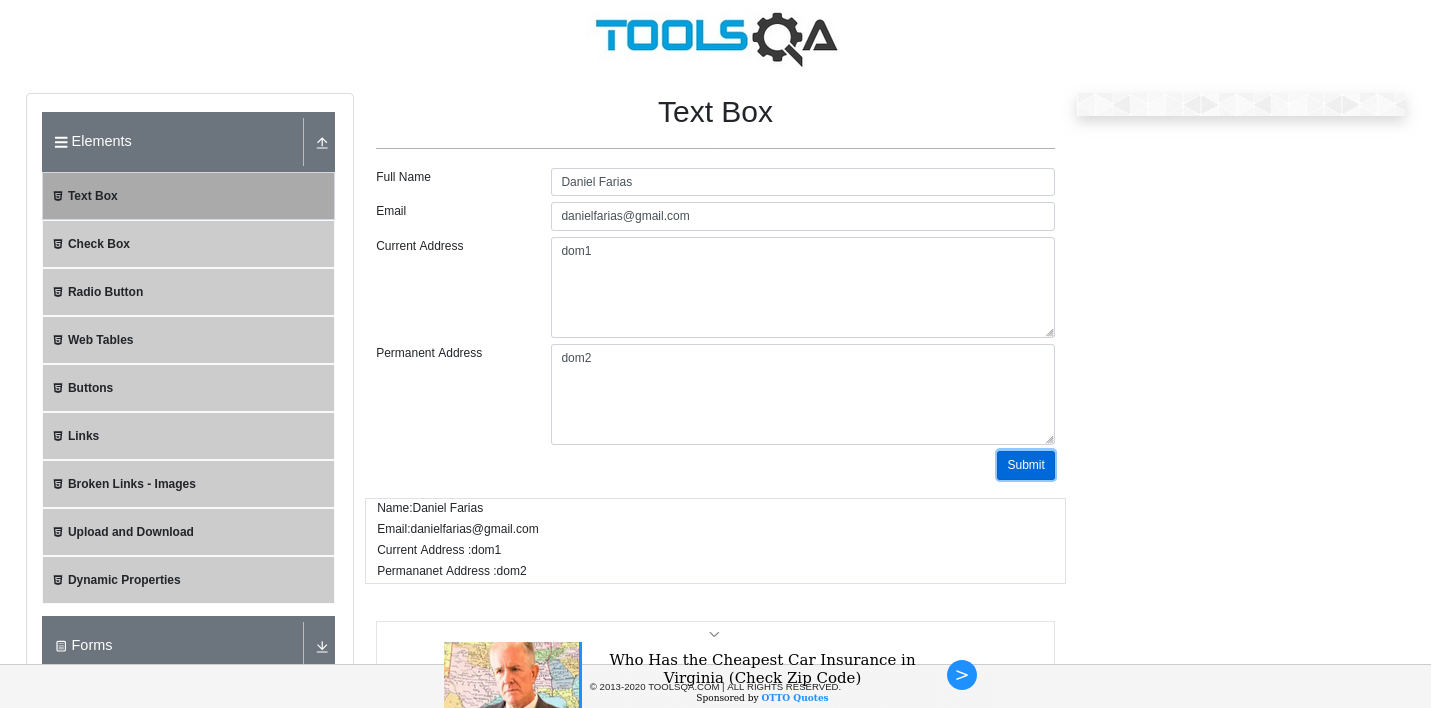 TOOLSQA
Elements
Text Box
Check Box
Radio Button
Web Tables
Buttons
Links
Broken Links - Images
Upload and Download
Dynamic Properties
Forms
Text Box
Full Name
Daniel Farias
Email
danielfarias@gmail.com
Current Address
dom1
Permanent Address
dom2
Submit
Name:Daniel Farias
Email:danielfarias@gmail.com
Current Address :dom1
Permananet Address :dom2
Who Has the Cheapest Car Insurance in
Virginia (Check Zip Code)
© 2013-2020 TOOLSQA.COM | ALL RIGHTS RESERVED.
Sponsored by OTTO Quotes
>